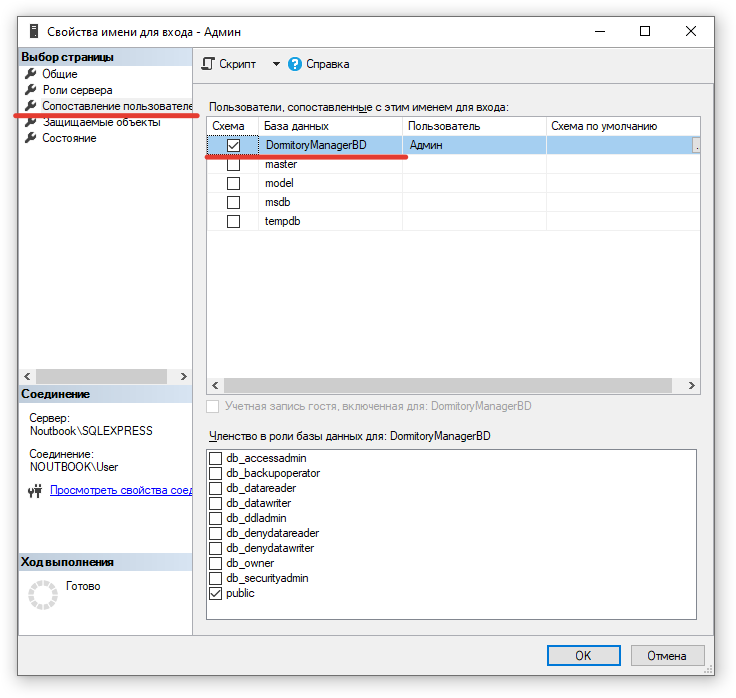 Свойства имени для входа - Админ
Выбор страницы
Общие
Роли сервера
Сопоставление пользователе
Защищаемые объекты
Состояние
Скрипт
Справка
Пользователи, сопоставленные с этим именем для входа:
Схема База данных Пользователь Схема по умолчанию
DormitoryManagerBD Админ
master
model
msdb
tempdb
Учетная запись гостя, включенная для: DormitoryManagerBD
Соединение
Сервер:
Noutbook\SQLEXPRESS
Соединение:
NOUTBOOK\User
Просмотреть свойства соед
Членство в роли базы данных для: DormitoryManagerBD
db_accessadmin
db_backupoperator
db_datareader
db_datawriter
db_ddladmin
db_denydatareader
db_denydatawriter
db_owner
db_securityadmin
public
Ход выполнения
Готово
OK Отмена